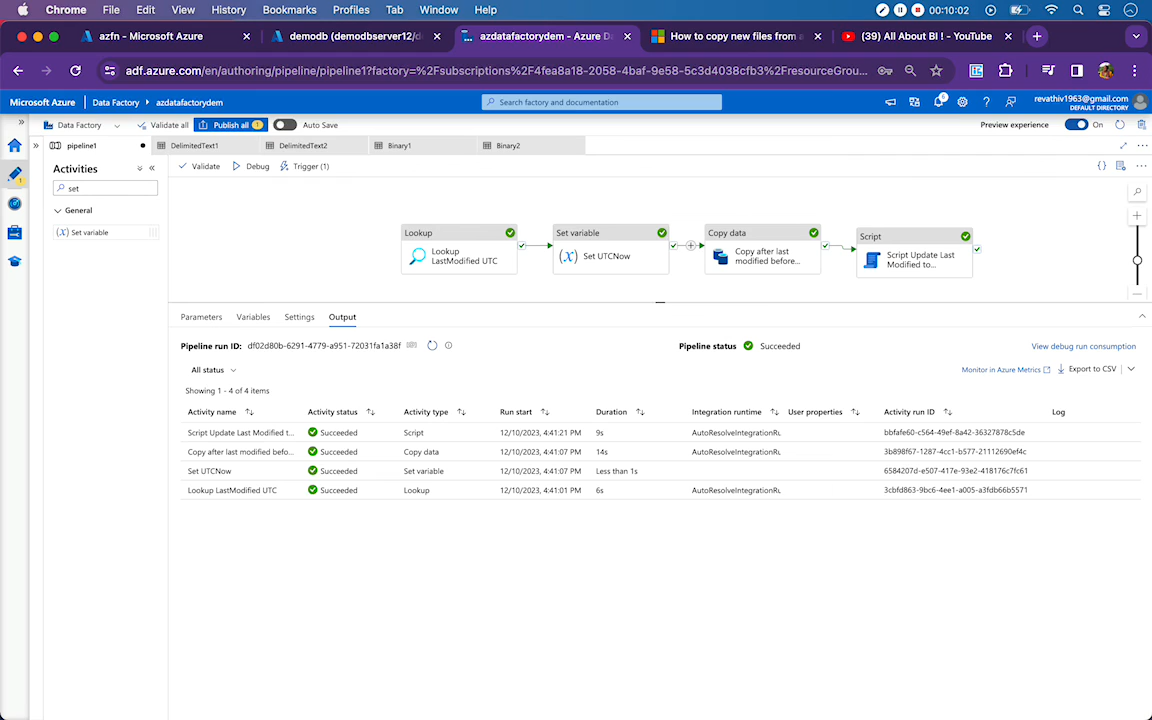 Chrome File Edit View History Bookmarks Profiles Tab Window Help 00:10:02
azfn - Microsoft Azure demodb (demodbserver12/d azdatafactorydem - Azure D How to copy new files from a (39) All About BI ! - YouTube
adf.azure.com/en/authoring/pipeline/pipeline1?factory=%2Fsubscriptions%2F4fea8a18-2058-4baf-9e58-5c3d4038cfb3%2FresourceGrou...
Microsoft Azure Data Factory azdatafactorydem Search factory and documentation 6 revathiv1963@gmail.com
DEFAULT DIRECTORY
Data Factory Validate all Publish all 1 Auto Save Preview experience On
pipeline1 DelimitedText1 DelimitedText2 Binary1 Binary2
Activities Validate Debug Trigger (1)
set
General
Set variable
Lookup Set variable Copy data Script
Lookup LastModified UTC
Set UTCNow
Copy after last modified before...
Script Update Last Modified to...
Parameters Variables Settings Output
Pipeline run ID: df02d80b-6291-4779-a951-72031fa1a38f Pipeline status Succeeded View debug run consumption
All status Monitor in Azure Metrics Export to CSV
Showing 1 - 4 of 4 items
Activity name Activity status Activity type Run start Duration Integration runtime User properties Activity run ID Log
Script Update Last Modified t... Succeeded Script 12/10/2023, 4:41:21 PM 9s AutoResolveIntegrationRu bbfafe60-c564-49ef-8a42-36327878c5de
Copy after last modified befo... Succeeded Copy data 12/10/2023, 4:41:07 PM 14s AutoResolveIntegrationRu 3b898f67-1287-4cc1-b577-21112690ef4c
Set UTCNow Succeeded Set variable 12/10/2023, 4:41:07 PM Less than 1s 6584207d-e507-417e-93e2-418176c7fc61
Lookup LastModified UTC Succeeded Lookup 12/10/2023, 4:41:01 PM 6s AutoResolveIntegrationRu 3cbfd863-9bc6-4ee1-a005-a3fdb66b5571